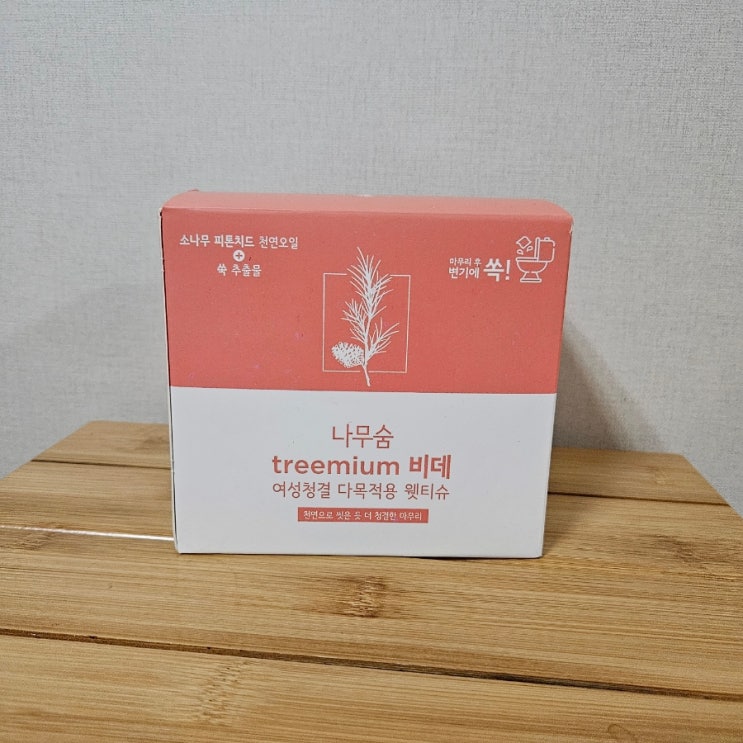 소나무 피톤치드 천연오일
+
쑥 추출물
마무리 후
변기에 쏙!
나무숨
treemium 비데
여성청결 다목적용 웻티슈
천연으로 씻은 듯 더 청결한 마무리